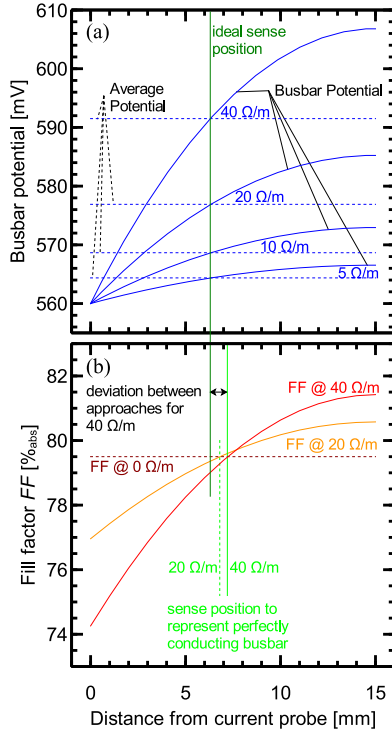 (a)
ideal sense
position
Average
Potential
Busbar
Potential
40 Ω/m
20 Ω/m
10 Ω/m
5 Ω/m
610
600
590
580
570
560
Busbar potential [mV]
(b)
deviation between
approaches for
40 Ω/m
FF @ 40 Ω/m
FF @ 20 Ω/m
FF @ 0 Ω/m
20 Ω/m
40 Ω/m
sense position to
represent perfectly
conducting busbar
82
80
78
76
74
Fill factor FF [%abs]
0 5 10 15
Distance from current probe [mm]